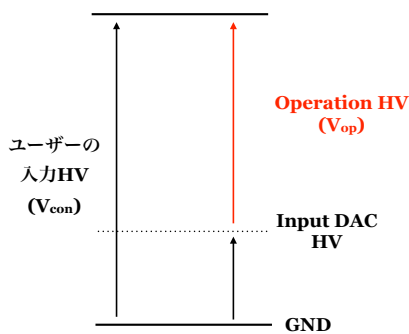 Operation HV
(Vop)
ユーザーの
入力HV
(Vcon)
Input DAC
HV
GND